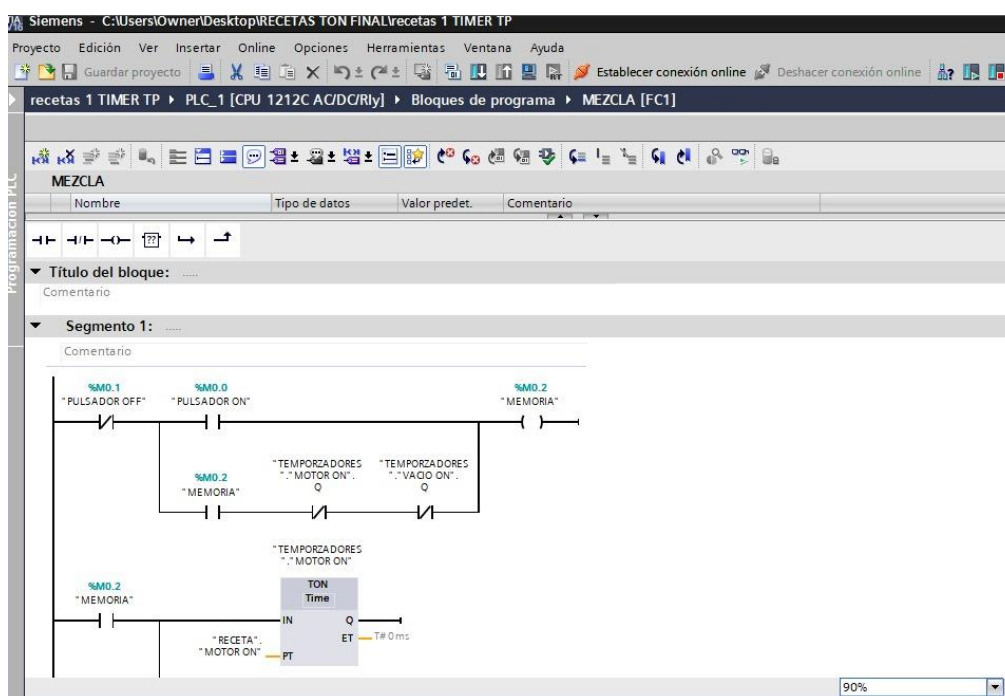 Siemens - C:\Users\Owner\Desktop\RECETAS TON FINAL\recetas 1 TIMER TP
Proyecto Edición Ver Insertar Online Opciones Herramientas Ventana Ayuda
Guardar proyecto Establecer conexión online Deshacer conexión online
recetas 1 TIMER TP PLC_1 [CPU 1212C AC/DC/Rly] Bloques de programa MEZCLA [FC1]
MEZCLA
Nombre Tipo de datos Valor predet. Comentario
Programación PLC
??
Título del bloque: .....
Comentario
Segmento 1: .....
Comentario
%M0.1 %M0.0 %M0.2
"PULSADOR OFF" "PULSADOR ON" "MEMORIA"
"TEMPORZADORES "TEMPORZADORES
"."MOTOR ON". "."VACIO ON".
%M0.2 Q Q
"MEMORIA"
"TEMPORZADORES
"."MOTOR ON"
%M0.2 TON
"MEMORIA" Time
IN Q
"RECETA". ET T#0ms
"MOTOR ON" PT
90%